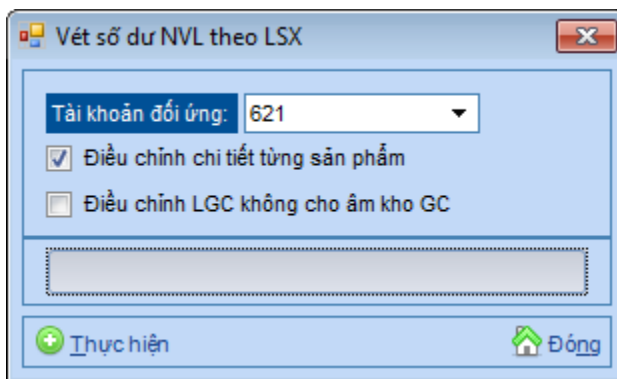 Vét số dư NVL theo LSX
Tài khoản đối ứng: 621
Điều chỉnh chi tiết từng sản phẩm
Điều chỉnh LGC không cho âm kho GC
Thực hiện Đóng